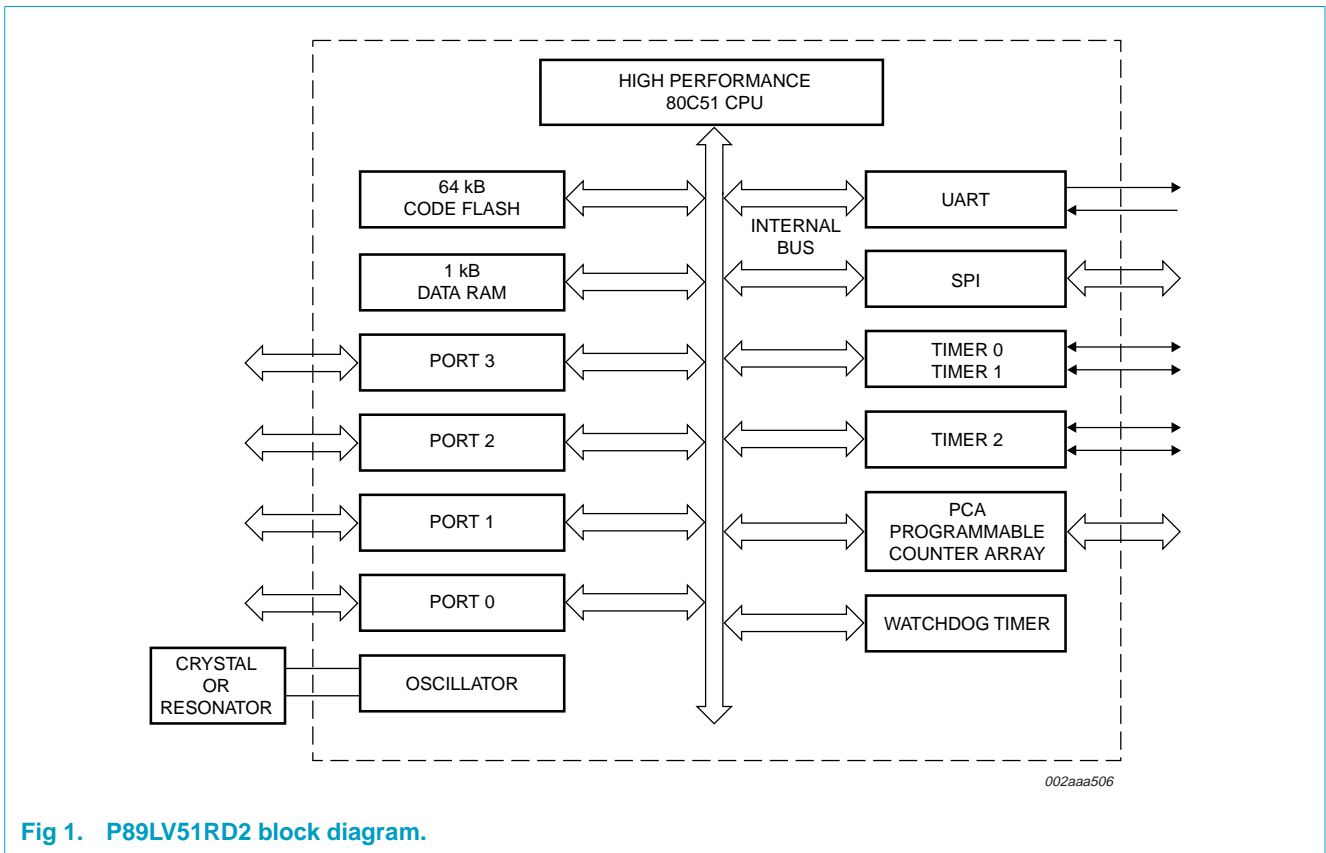 HIGH PERFORMANCE
80C51 CPU
64 kB
CODE FLASH
UART
INTERNAL
BUS
1 kB
DATA RAM
SPI
PORT 3
TIMER 0
TIMER 1
PORT 2
TIMER 2
PORT 1
PCA
PROGRAMMABLE
COUNTER ARRAY
PORT 0
WATCHDOG TIMER
CRYSTAL
OR
RESONATOR
OSCILLATOR
002aaa506
Fig 1. P89LV51RD2 block diagram.